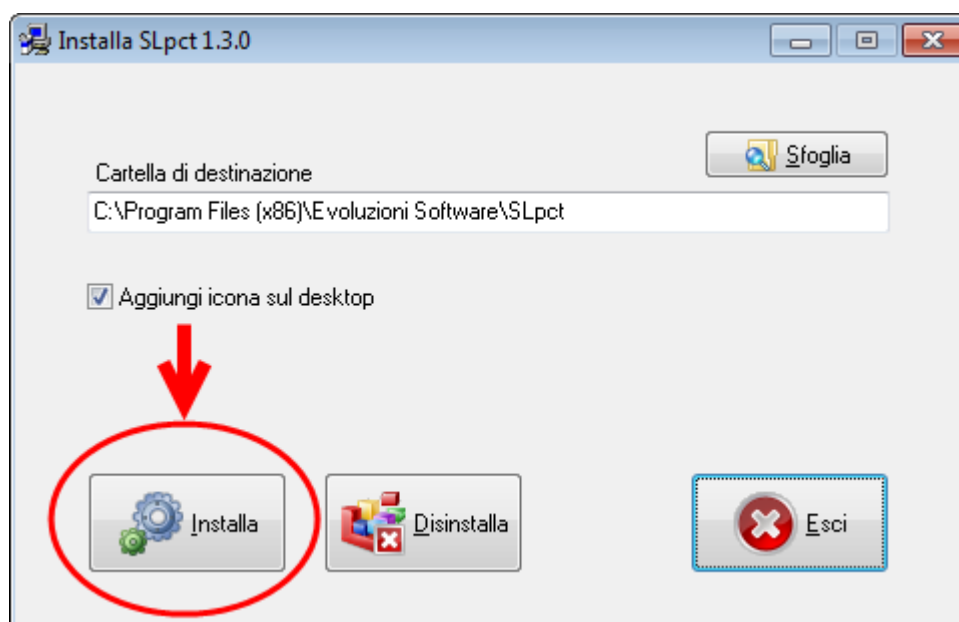 Installa SLpct 1.3.0
Sfoglia
Cartella di destinazione
C:\Program Files (x86)\Evoluzioni Software\SLpct
Aggiungi icona sul desktop
Installa
Disinstalla
Esci